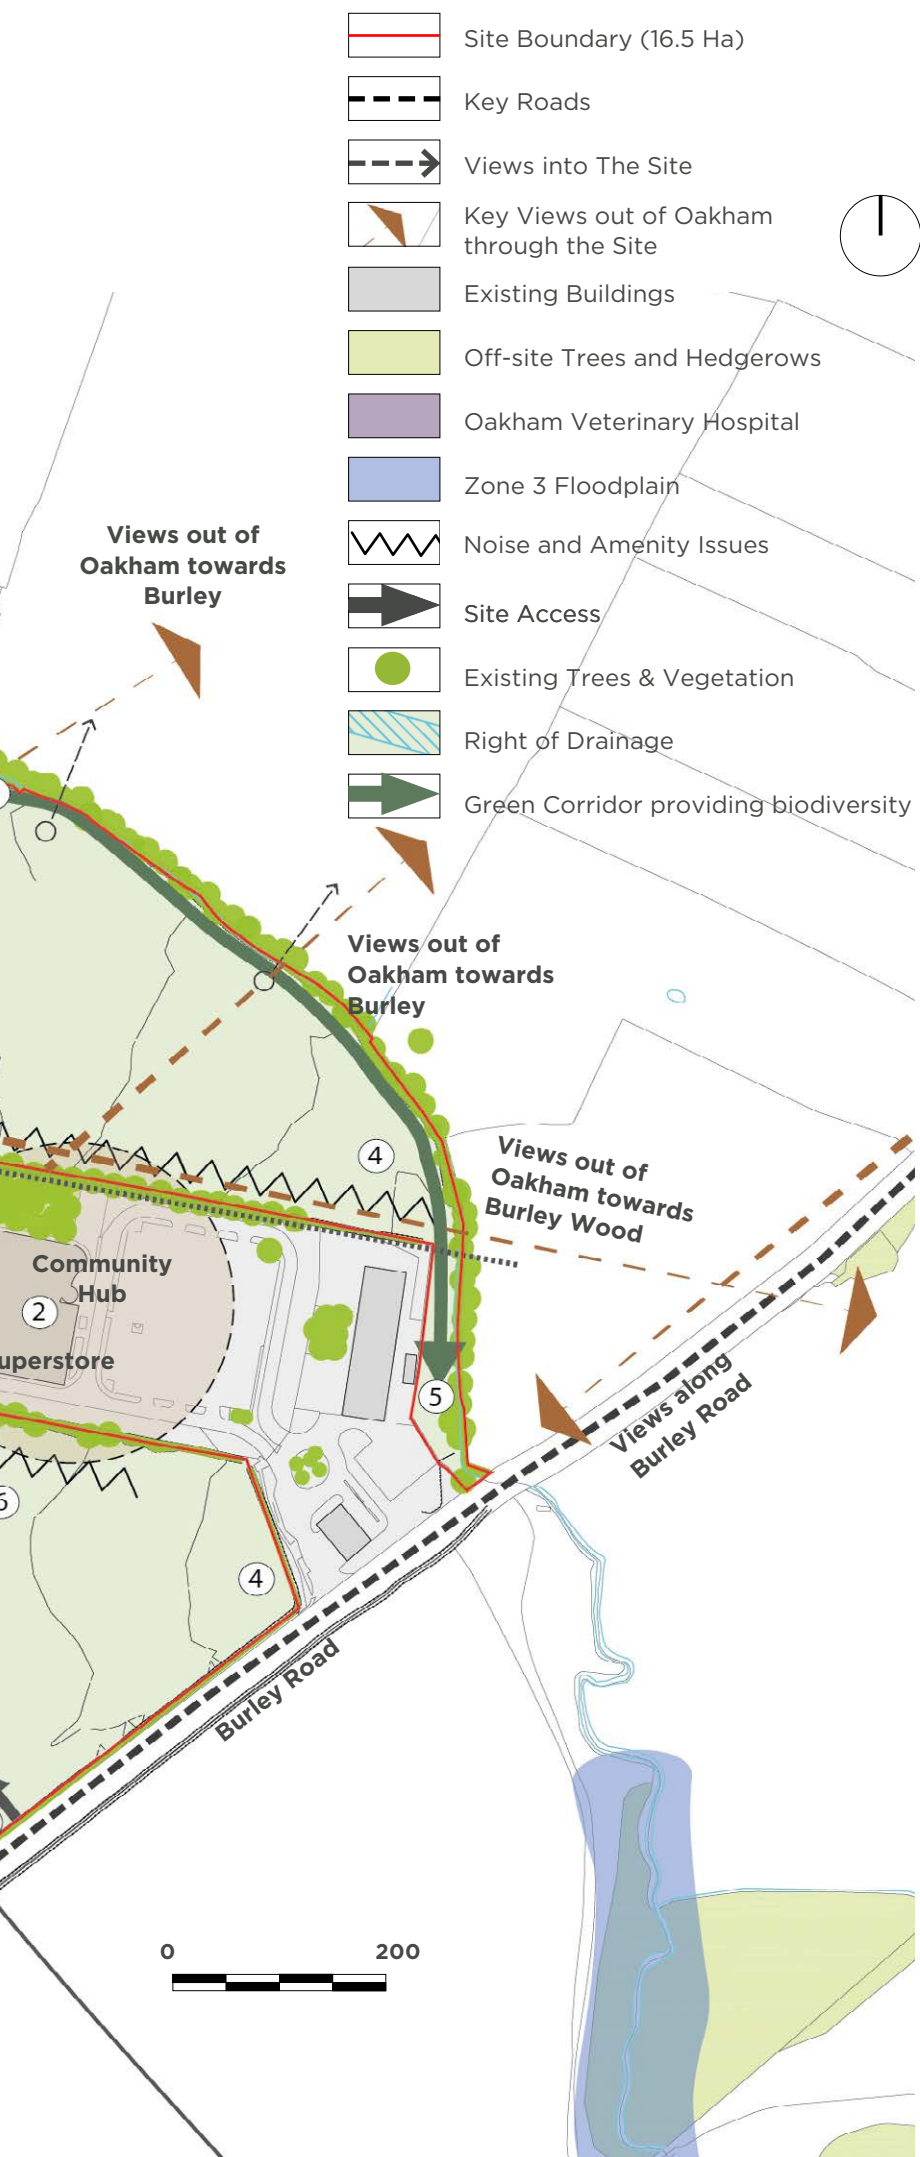 Site Boundary (16.5 Ha)
Key Roads
Views into The Site
Key Views out of Oakham
through the Site
Existing Buildings
Off-site Trees and Hedgerows
Oakham Veterinary Hospital
Zone 3 Floodplain
Noise and Amenity Issues
Site Access
Existing Trees & Vegetation
Right of Drainage
Green Corridor providing biodiversity
Views out of
Oakham towards
Burley
Views out of
Oakham towards
Burley
4
Views out of
Oakham towards
Burley Wood
Community
Hub
2
uperstore
5
Views along
Burley Road
4
Burley Road
0 200